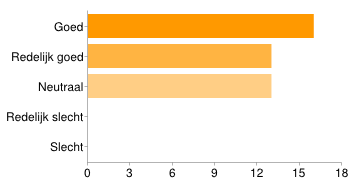 Goed
Redelijk goed
Neutraal
Redelijk slecht
Slecht
0 3 6 9 12 15 18